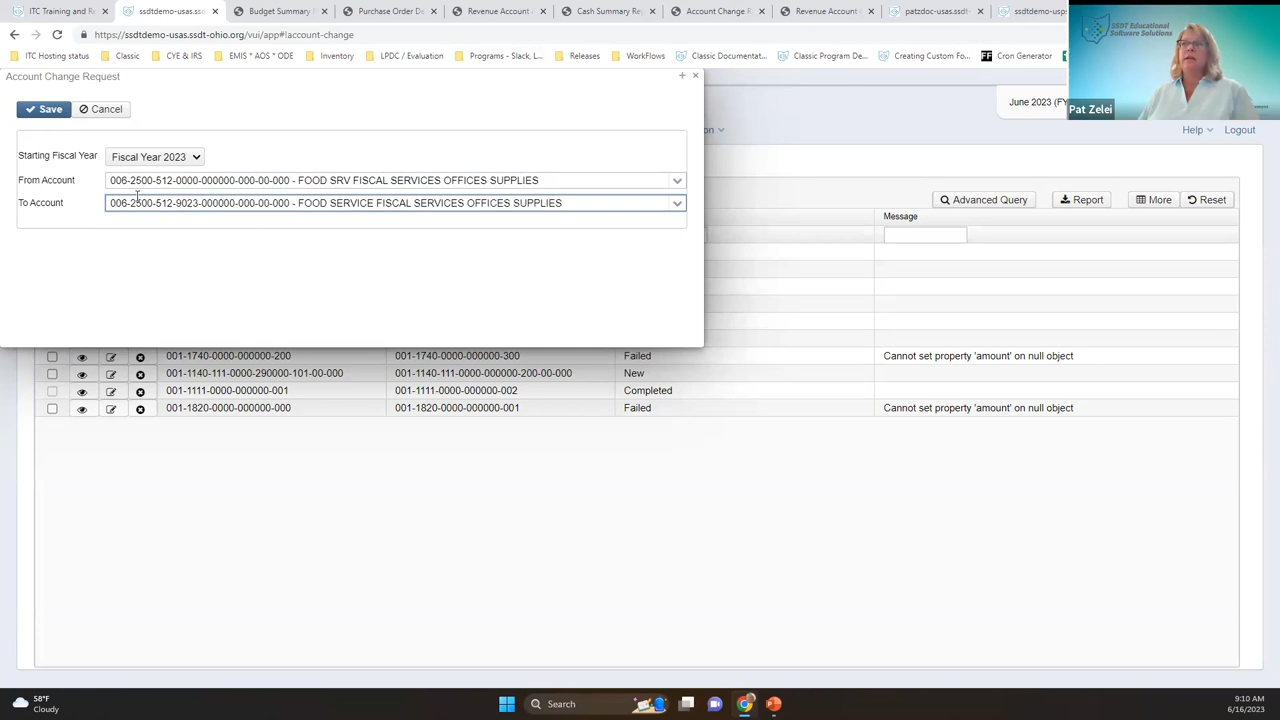 ITC Training and Ra
ssdtdemo-usas.ssd
Budget Summary
Purchase Order De
Revenue Account
Cash Summary Re
Account Change R
Revenue Account
patzdoc-usas.ssdt
ssdtdemo-usps
https://ssdtdemo-usas.ssdt-ohio.org/vui/app#!account-change
ITC Hosting status
Classic
CYE & IRS
EMIS * AOS * ODE
Inventory
LPDC / Evaluation
Programs - Slack, L...
Releases
WorkFlows
Classic Documentat...
Classic Program De...
Creating Custom Fo...
Cron Generator
SSDT Educational
Software Solutions
Pat Zelei
Account Change Request
June 2023 (FY
Save
Cancel
Help
Logout
Starting Fiscal Year
Fiscal Year 2023
From Account
006-2500-512-0000-000000-000-00-000 - FOOD SRV FISCAL SERVICES OFFICES SUPPLIES
To Account
006-2500-512-9023-000000-000-00-000 - FOOD SERVICE FISCAL SERVICES OFFICES SUPPLIES
Advanced Query
Report
More
Reset
Message
001-1740-0000-000000-200
001-1740-0000-000000-300
Failed
Cannot set property 'amount' on null object
001-1140-111-0000-290000-101-00-000
001-1140-111-0000-000000-200-00-000
New
001-1111-0000-000000-001
001-1111-0000-000000-002
Completed
001-1820-0000-000000-000
001-1820-0000-000000-001
Failed
Cannot set property 'amount' on null object
58°F
Cloudy
Search
9:10 AM
6/16/2023